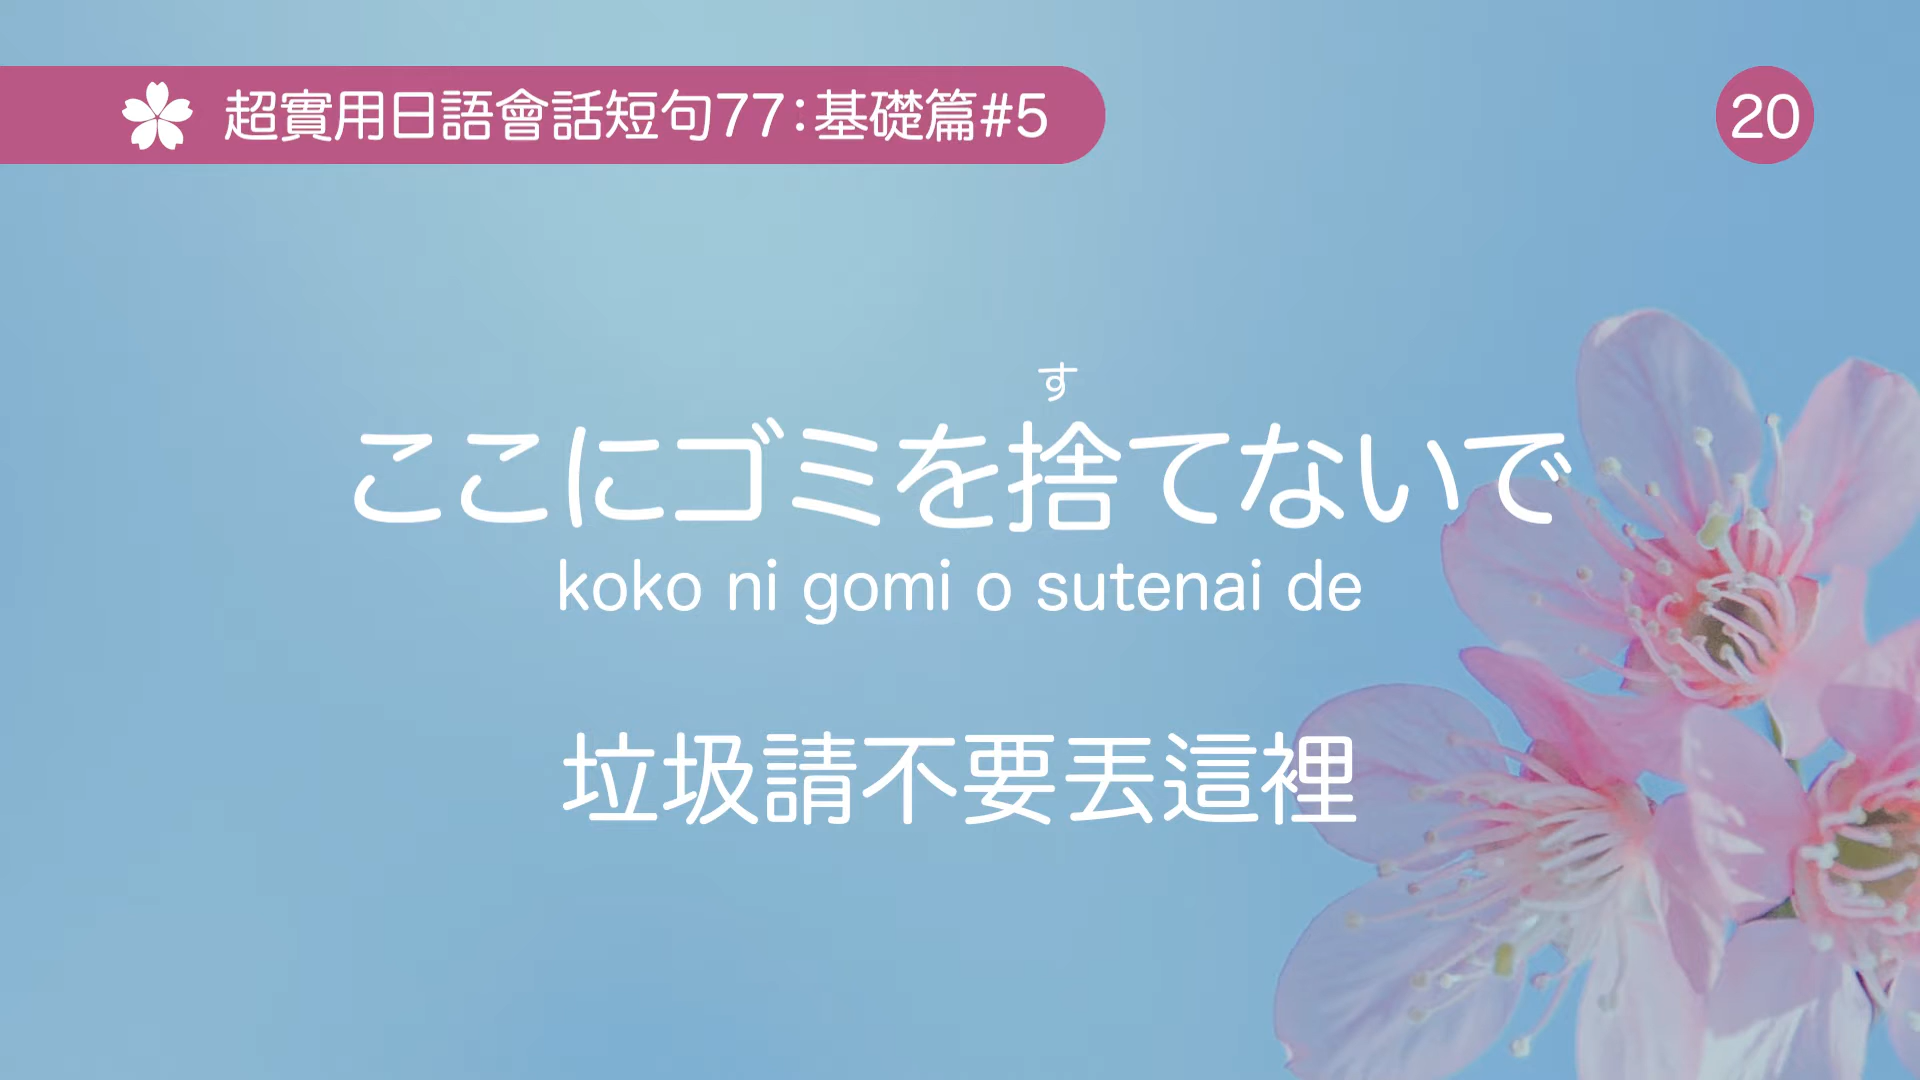 超實用日語會話短句77:基礎篇#5
20
す
ここにゴミを捨てないで
koko ni gomi o sutenai de
垃圾請不要丟這裡